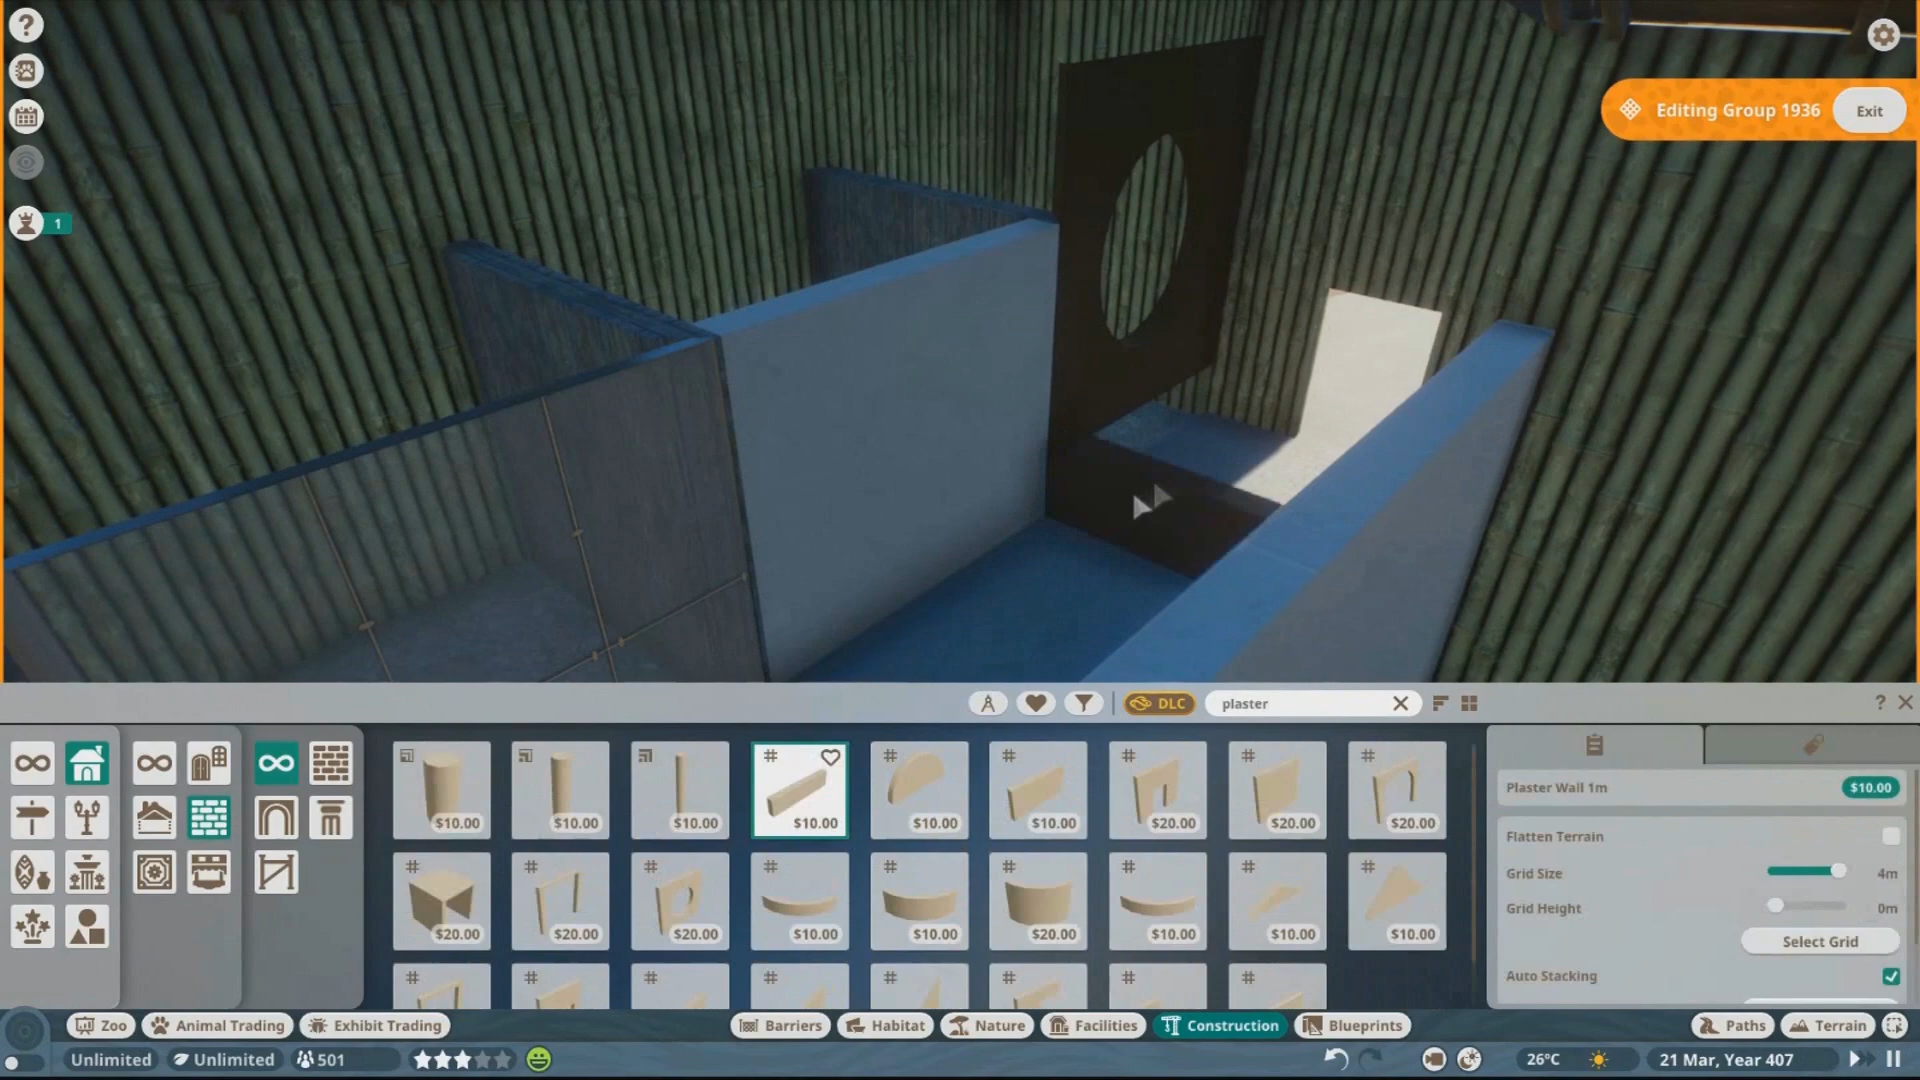 ?
Editing Group 1936 Exit
1
DLC plaster ?
$10.00 $10.00 $10.00 $10.00 $10.00 $10.00 $20.00 $20.00 $20.00
$20.00 $20.00 $20.00 $10.00 $10.00 $20.00 $10.00 $10.00 $10.00
Plaster Wall 1m $10.00
Flatten Terrain
Grid Size 4m
Grid Height 0m
Select Grid
Auto Stacking
Zoo Animal Trading Exhibit Trading Barriers Habitat Nature Facilities Construction Blueprints Paths Terrain
Unlimited Unlimited 501 26°C 21 Mar, Year 407